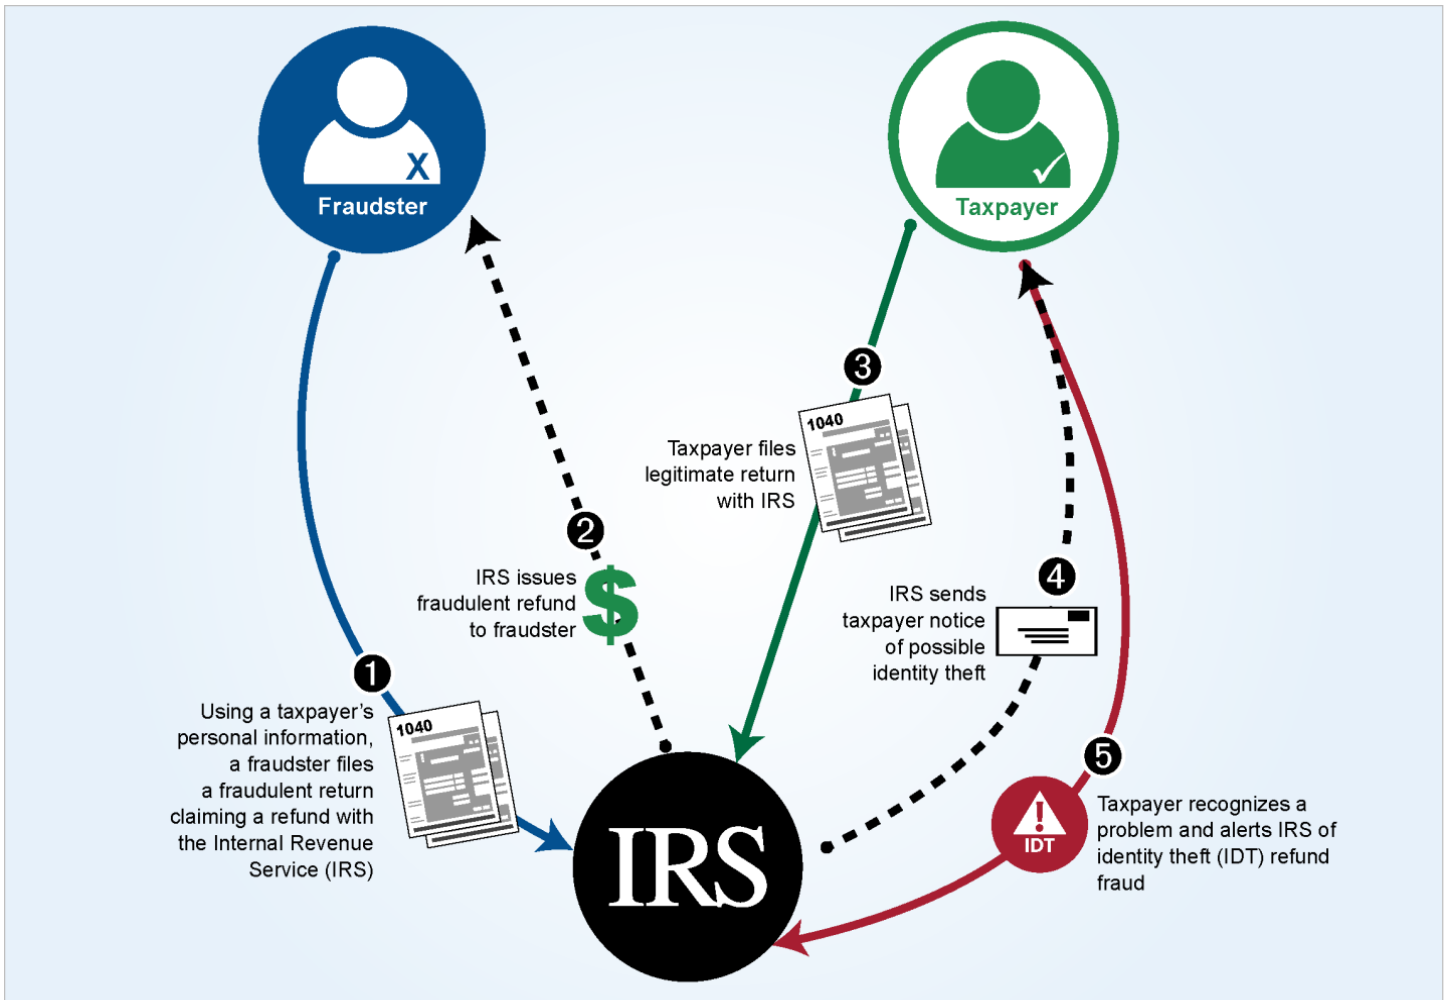 X
Fraudster
Taxpayer
1
1040
Using a taxpayer's
personal information,
a fraudster files
a fraudulent return
claiming a refund with
the Internal Revenue
Service (IRS)
2
IRS issues
fraudulent refund
to fraudster
$
3
1040
Taxpayer files
legitimate return
with IRS
4
IRS sends
taxpayer notice
of possible
identity theft
5
!
IDT
Taxpayer recognizes a
problem and alerts IRS of
identity theft (IDT) refund
fraud
IRS